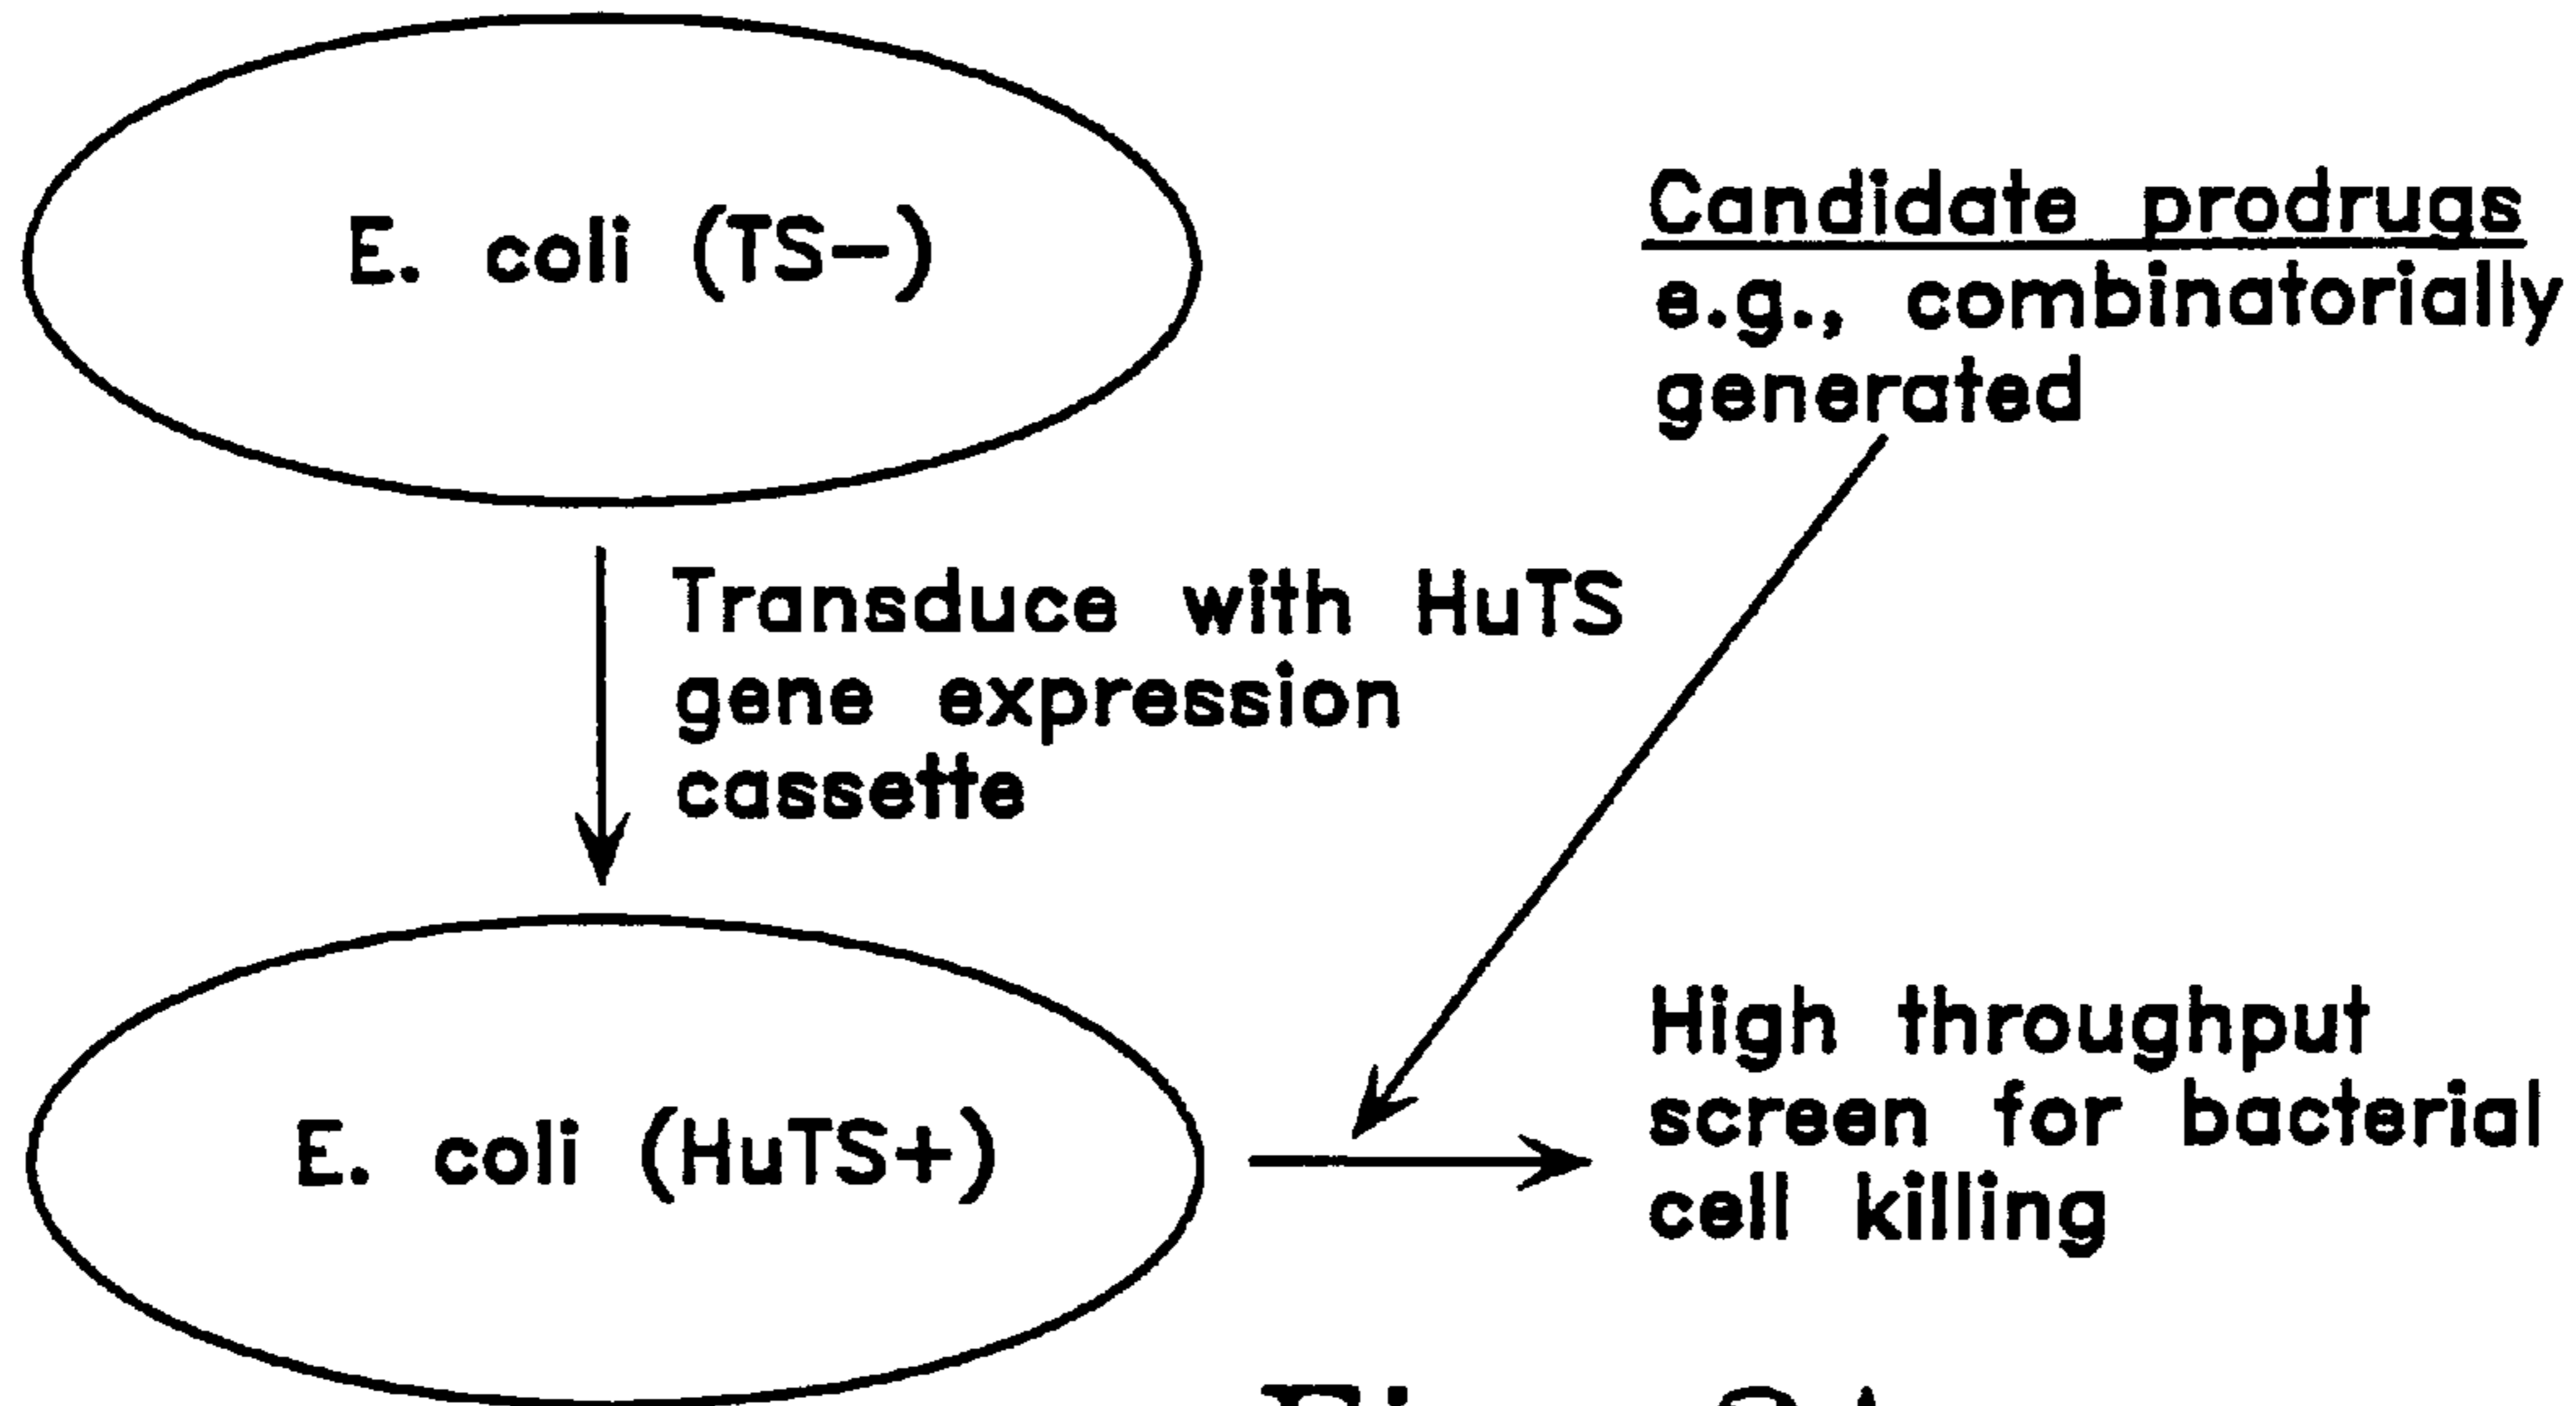 E. coli (TS-)
Candidate prodrugs
e.g., combinatorially
generated
Transduce with HuTS
gene expression
cassette
E. coli (HuTS+)
High throughput
screen for bacterial
cell killing